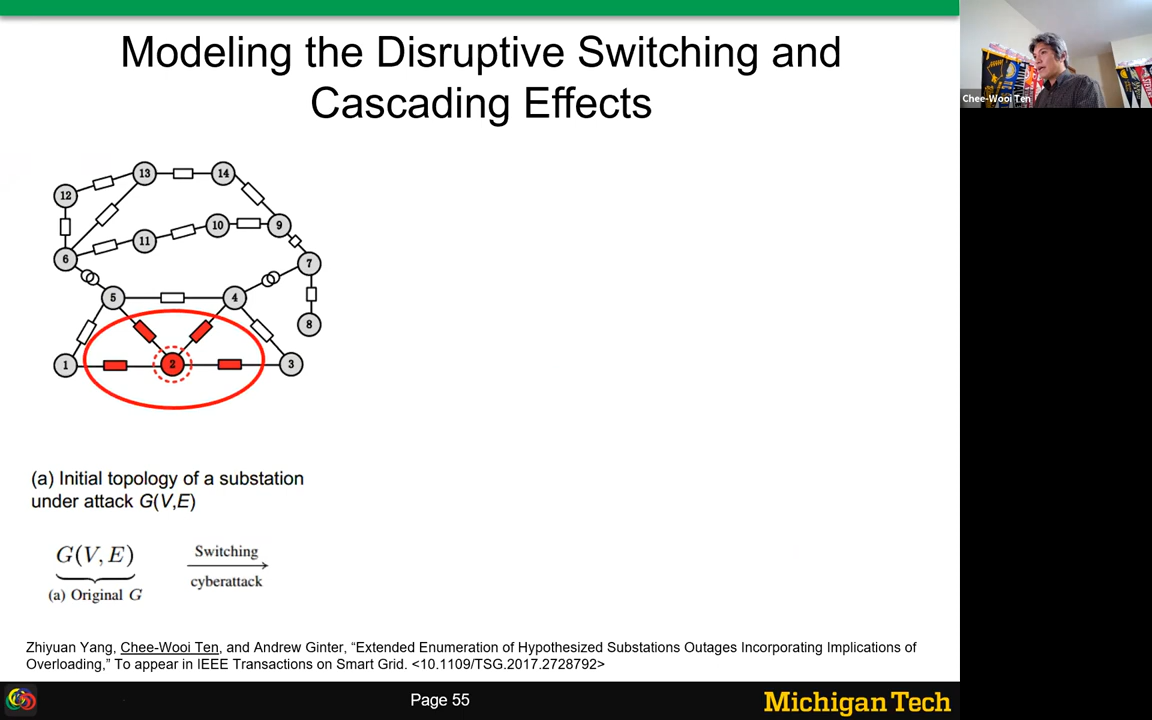 Modeling the Disruptive Switching and
Cascading Effects
Chee-Wooi Ten
13
14
12
10
9
11
6
7
5
4
8
1
2
3
(a) Initial topology of a substation
under attack G(V,E)
G(V, E)
Switching
cyberattack
(a) Original G
Zhiyuan Yang, Chee-Wooi Ten, and Andrew Ginter, “Extended Enumeration of Hypothesized Substations Outages Incorporating Implications of
Overloading,” To appear in IEEE Transactions on Smart Grid. <10.1109/TSG.2017.2728792>
Page 55
Michigan Tech